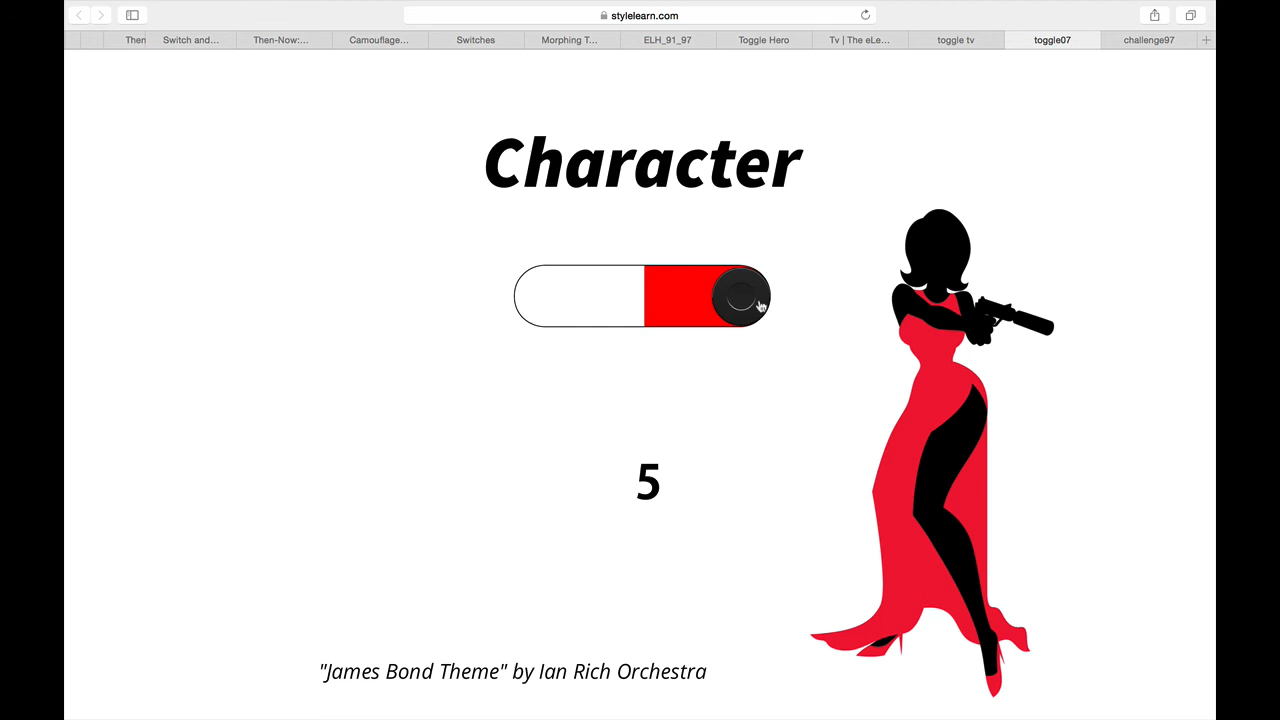 stylelearn.com
Then
Switch and...
Then-Now:...
Camouflage...
Switches
Morphing T...
ELH_91_97
Toggle Hero
Tv | The eLe...
toggle tv
toggle07
challenge97
Character
5
"James Bond Theme" by Ian Rich Orchestra